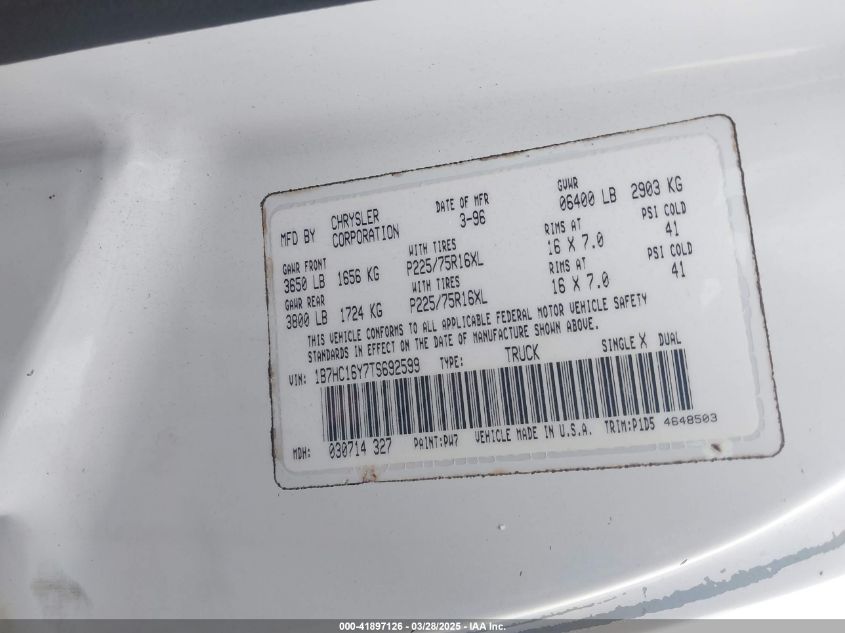 MFD BY CHRYSLER CORPORATION DATE OF MFR 3-96 GVWR 06400 LB 2903 KG
GAWR FRONT WITH TIRES RIMS AT PSI COLD
3650 LB 1656 KG P225/75R16XL 16 X 7.0 41
GAWR REAR WITH TIRES RIMS AT PSI COLD
3800 LB 1724 KG P225/75R16XL 16 X 7.0 41
THIS VEHICLE CONFORMS TO ALL APPLICABLE FEDERAL MOTOR VEHICLE SAFETY
STANDARDS IN EFFECT ON THE DATE OF MANUFACTURE SHOWN ABOVE.
VIN: 1B7HC16Y7TS692599 TYPE: TRUCK SINGLE X DUAL
MDH: 030714 327 PAINT:PW7 VEHICLE MADE IN U.S.A. TRIM:P1D5 4648503
000-41897126 - 03/28/2025 - IAA Inc.